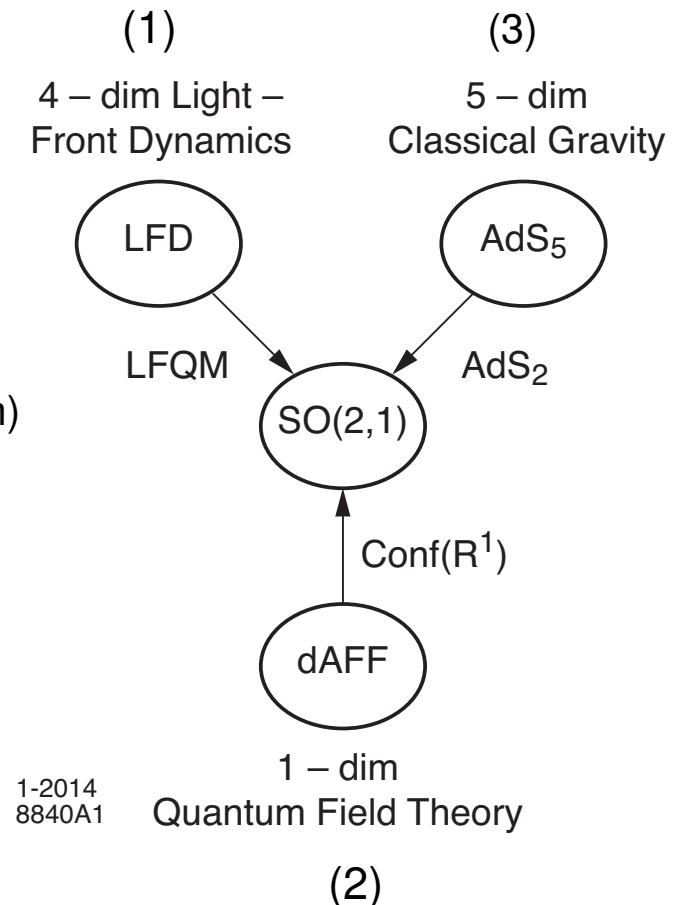 (1)
(3)
4 – dim Light –
Front Dynamics
5 – dim
Classical Gravity
LFD
AdS5
LFQM
AdS2
n)
SO(2,1)
Conf(R1)
dAFF
1 – dim
Quantum Field Theory
1-2014
8840A1
(2)